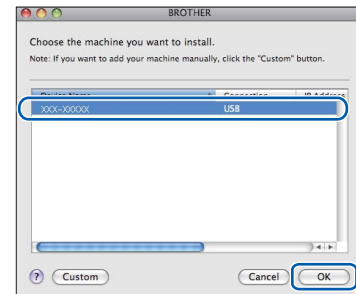 BROTHER
Choose the machine you want to install.
Note: If you want to add your machine manually, click the "Custom" button.
Device Name Connection IP Address
XXX-XXXXX USB
? Custom Cancel OK